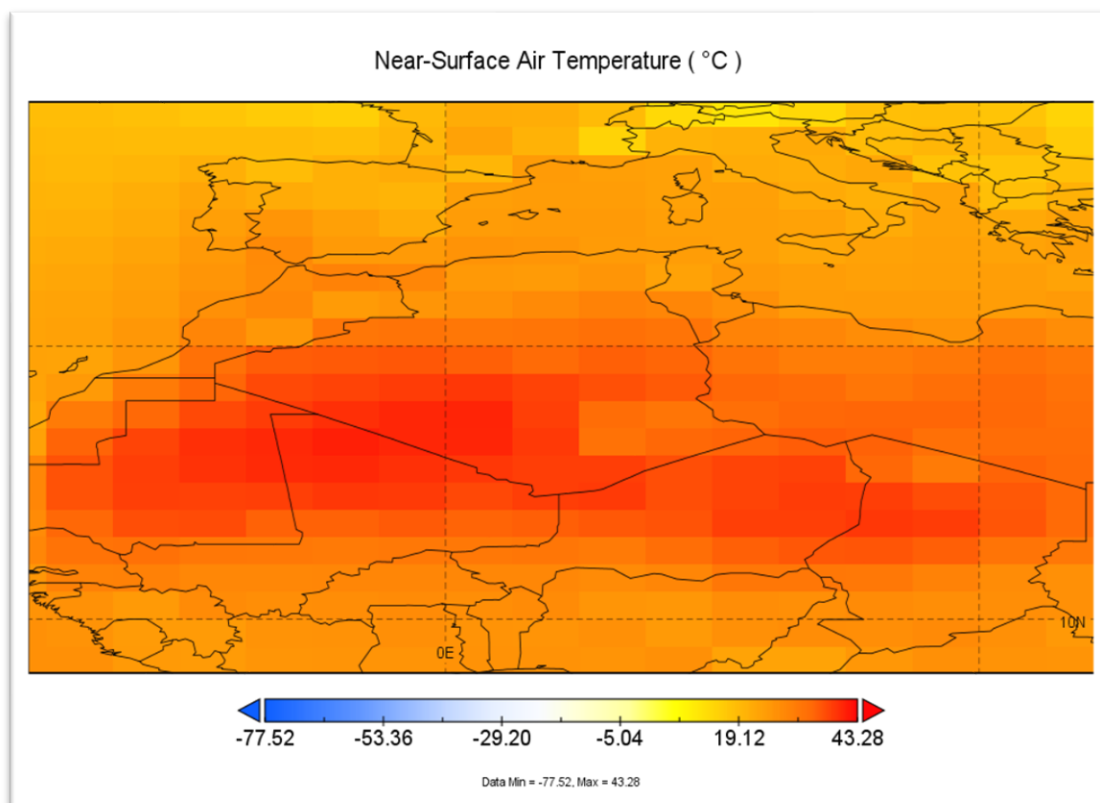 Near-Surface Air Temperature ( °C )
10N
0E
-77.52 -53.36 -29.20 -5.04 19.12 43.28
Data Min = -77.52, Max = 43.28